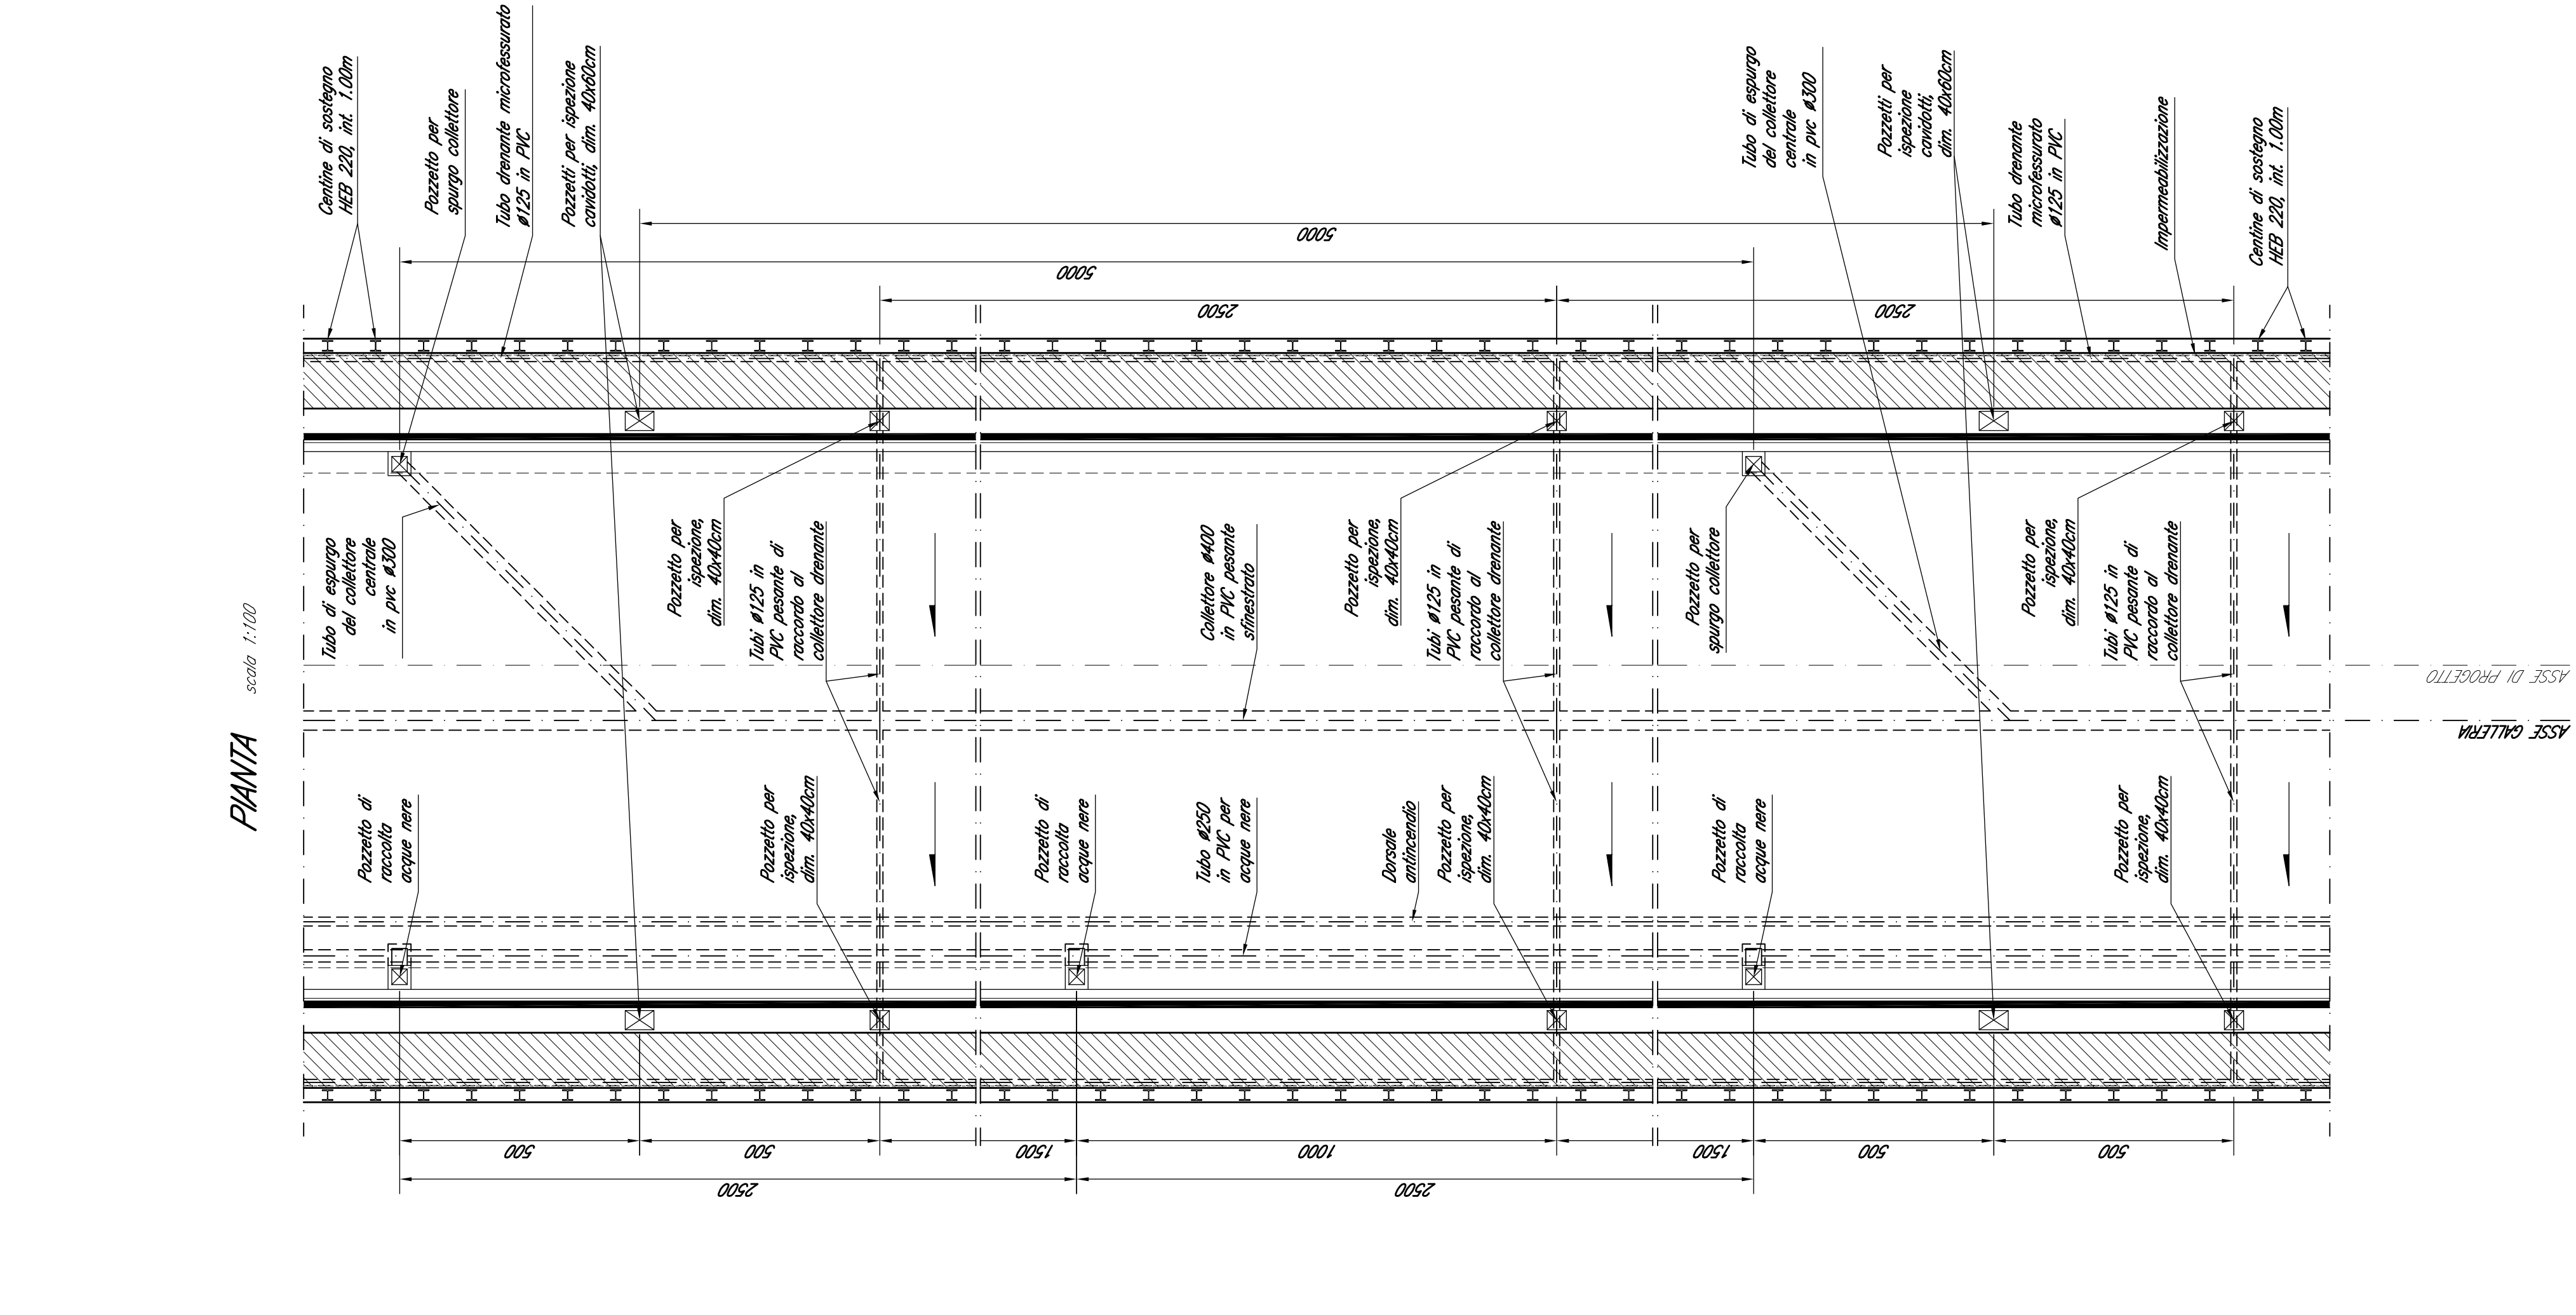 PIANTA scala 1:100
Centine di sostegno
HEB 220, int. 1.00m
Pozzetto per
spurgo collettore
Tubo drenante microfessurato
ø125 in PVC
Pozzetti per ispezione
cavidotti, dim. 40x60cm
Tubo di espurgo
del collettore
centrale
in pvc ø300
Pozzetti per
ispezione
cavidotti,
dim. 40x60cm
Tubo drenante
microfessurato
ø125 in PVC
Impermeabilizzazione
Centine di sostegno
HEB 220, int. 1.00m
5000
5000
2500
2500
Tubo di espurgo
del collettore
centrale
in pvc ø300
Pozzetto per
ispezione,
dim. 40x40cm
Tubi ø125 in
PVC pesante di
raccordo al
collettore drenante
Collettore ø400
in PVC pesante
sfinestrato
Pozzetto per
ispezione,
dim. 40x40cm
Tubi ø125 in
PVC pesante di
raccordo al
collettore drenante
Pozzetto per
spurgo collettore
Pozzetto per
ispezione,
dim. 40x40cm
Tubi ø125 in
PVC pesante di
raccordo al
collettore drenante
ASSE DI PROGETTO
ASSE GALLERIA
Pozzetto di
raccolta
acque nere
Pozzetto per
ispezione,
dim. 40x40cm
Pozzetto di
raccolta
acque nere
Tubo ø250
in PVC per
acque nere
Dorsale
antincendio
Pozzetto per
ispezione,
dim. 40x40cm
Pozzetto di
raccolta
acque nere
Pozzetto per
ispezione,
dim. 40x40cm
500
500
1500
1000
1500
500
500
2500
2500